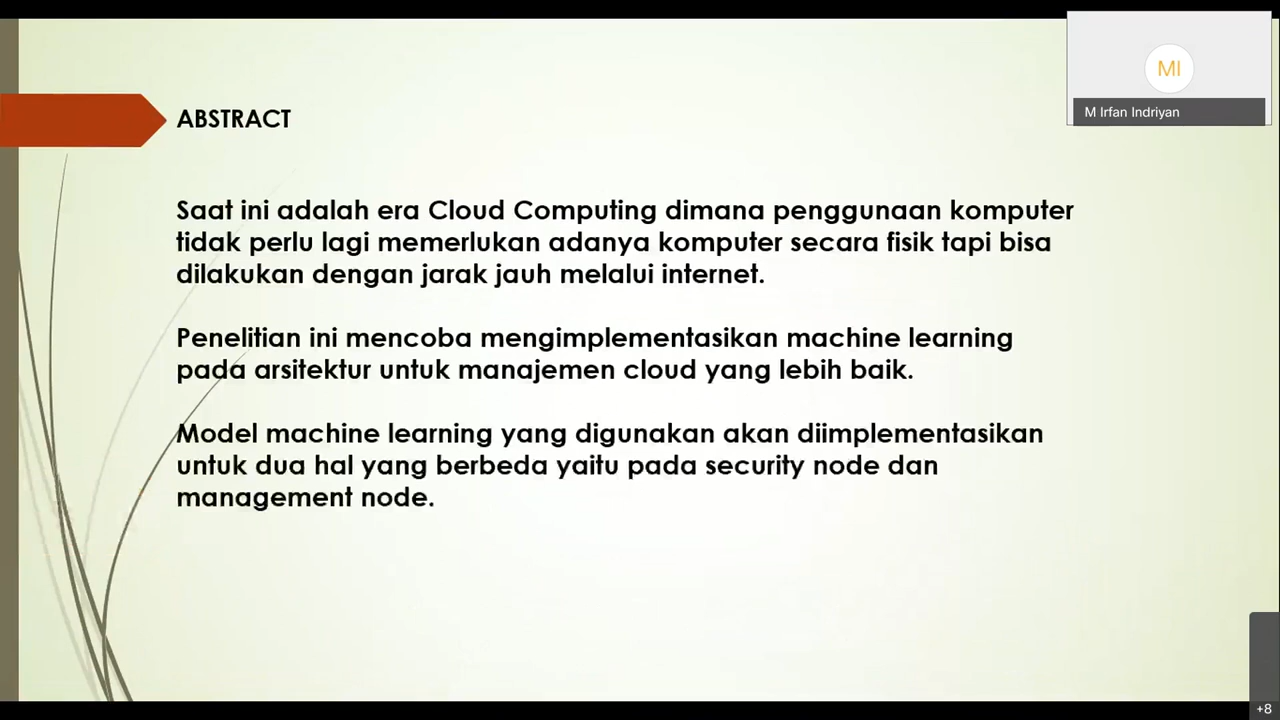 MI
M Irfan Indriyan
ABSTRACT
Saat ini adalah era Cloud Computing dimana penggunaan komputer
tidak perlu lagi memerlukan adanya komputer secara fisik tapi bisa
dilakukan dengan jarak jauh melalui internet.
Penelitian ini mencoba mengimplementasikan machine learning
pada arsitektur untuk manajemen cloud yang lebih baik.
Model machine learning yang digunakan akan diimplementasikan
untuk dua hal yang berbeda yaitu pada security node dan
management node.
+8